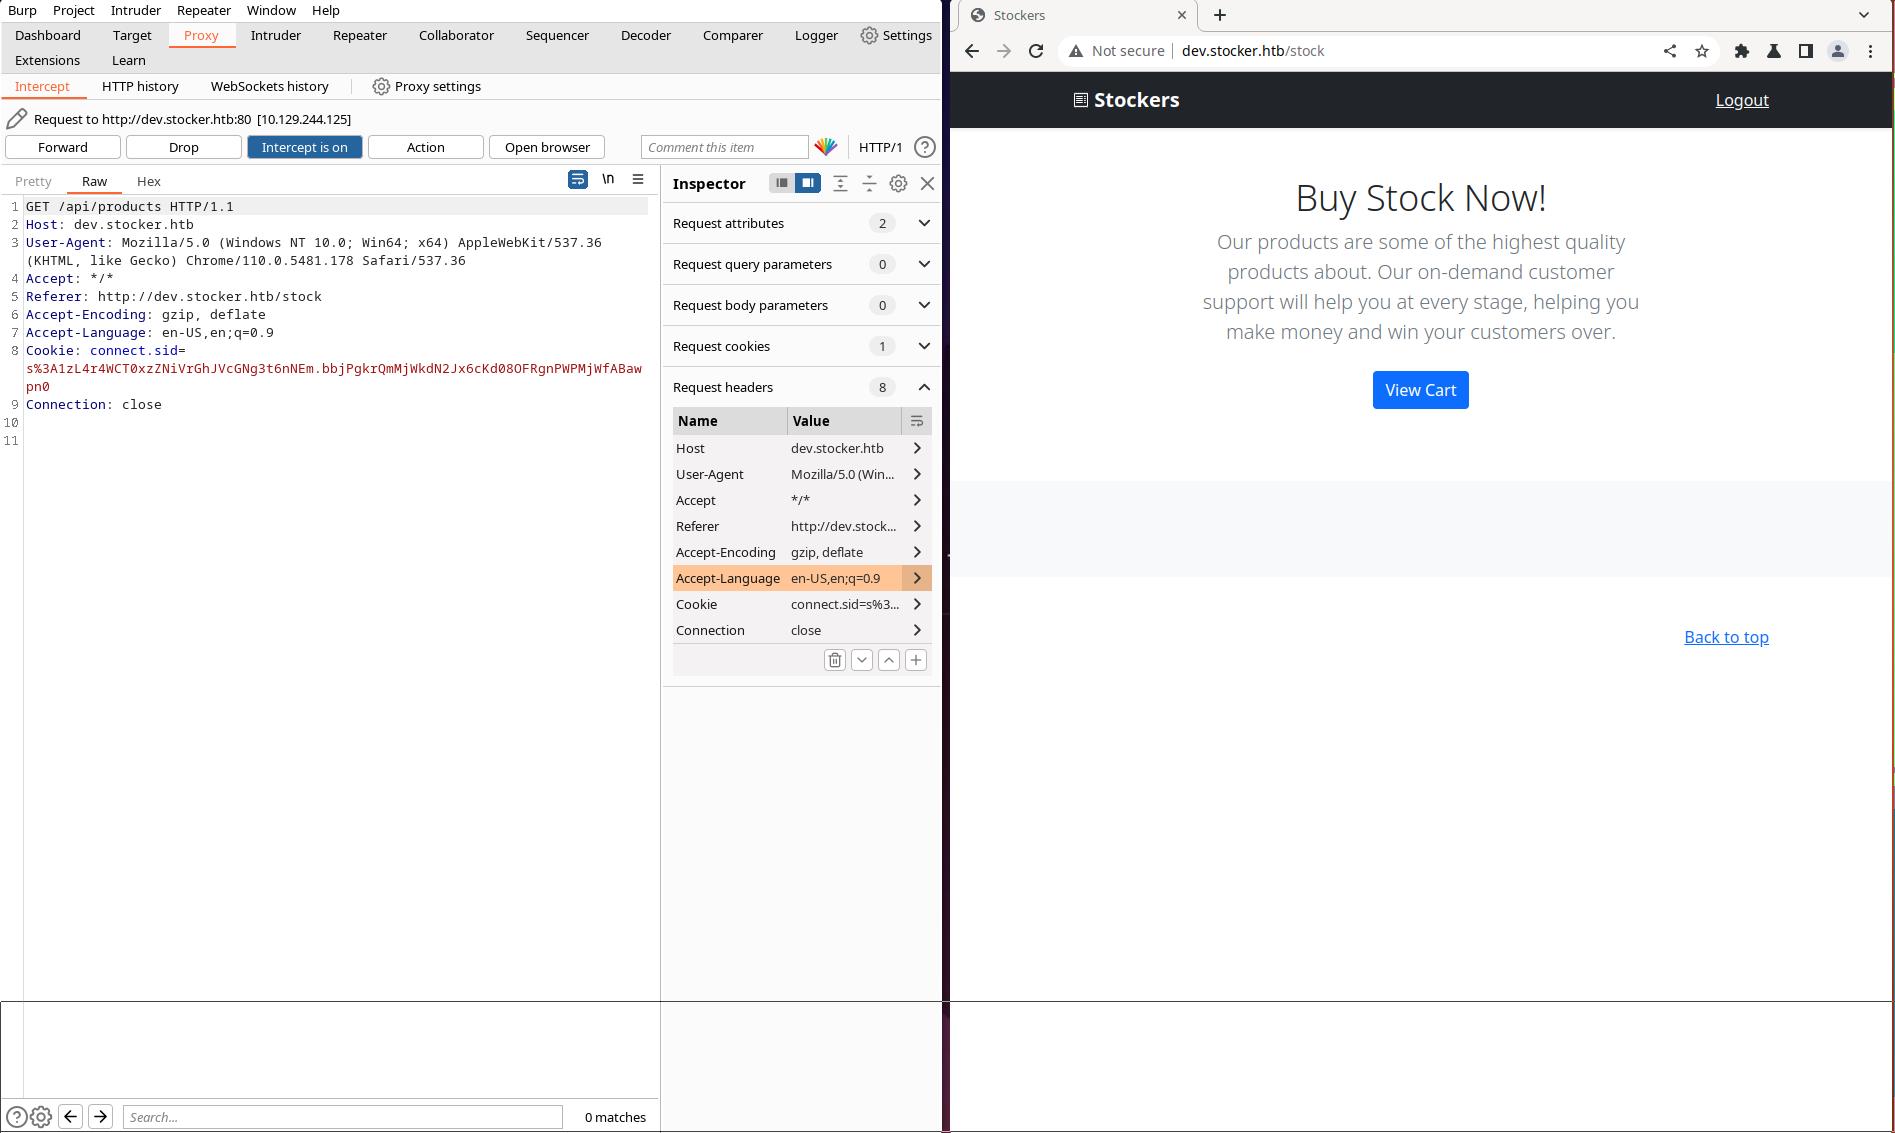 Burp Project Intruder Repeater Window Help
Dashboard Target Proxy Intruder Repeater Collaborator Sequencer Decoder Comparer Logger Settings
Extensions Learn
Intercept HTTP history WebSockets history Proxy settings
Request to http://dev.stocker.htb:80 [10.129.244.125]
Forward Drop Intercept is on Action Open browser Comment this item HTTP/1 ?
Pretty Raw Hex \n
1 GET /api/products HTTP/1.1
2 Host: dev.stocker.htb
3 User-Agent: Mozilla/5.0 (Windows NT 10.0; Win64; x64) AppleWebKit/537.36
(KHTML, like Gecko) Chrome/110.0.5481.178 Safari/537.36
4 Accept: */*
5 Referer: http://dev.stocker.htb/stock
6 Accept-Encoding: gzip, deflate
7 Accept-Language: en-US,en;q=0.9
8 Cookie: connect.sid=
s%3A1zL4r4WCT0xzZNiVrGhJVcGNg3t6nNEm.bbjPgkrQmMjWkdN2Jx6cKd08OFRgnPWPMjWfABaw
pn0
9 Connection: close
10
11
? Search... 0 matches
Inspector
Request attributes 2
Request query parameters 0
Request body parameters 0
Request cookies 1
Request headers 8
Name Value
Host dev.stocker.htb
User-Agent Mozilla/5.0 (Win...
Accept */*
Referer http://dev.stock...
Accept-Encoding gzip, deflate
Accept-Language en-US,en;q=0.9
Cookie connect.sid=s%3...
Connection close
Stockers
Not secure dev.stocker.htb/stock
Stockers Logout
Buy Stock Now!
Our products are some of the highest quality
products about. Our on-demand customer
support will help you at every stage, helping you
make money and win your customers over.
View Cart
Back to top